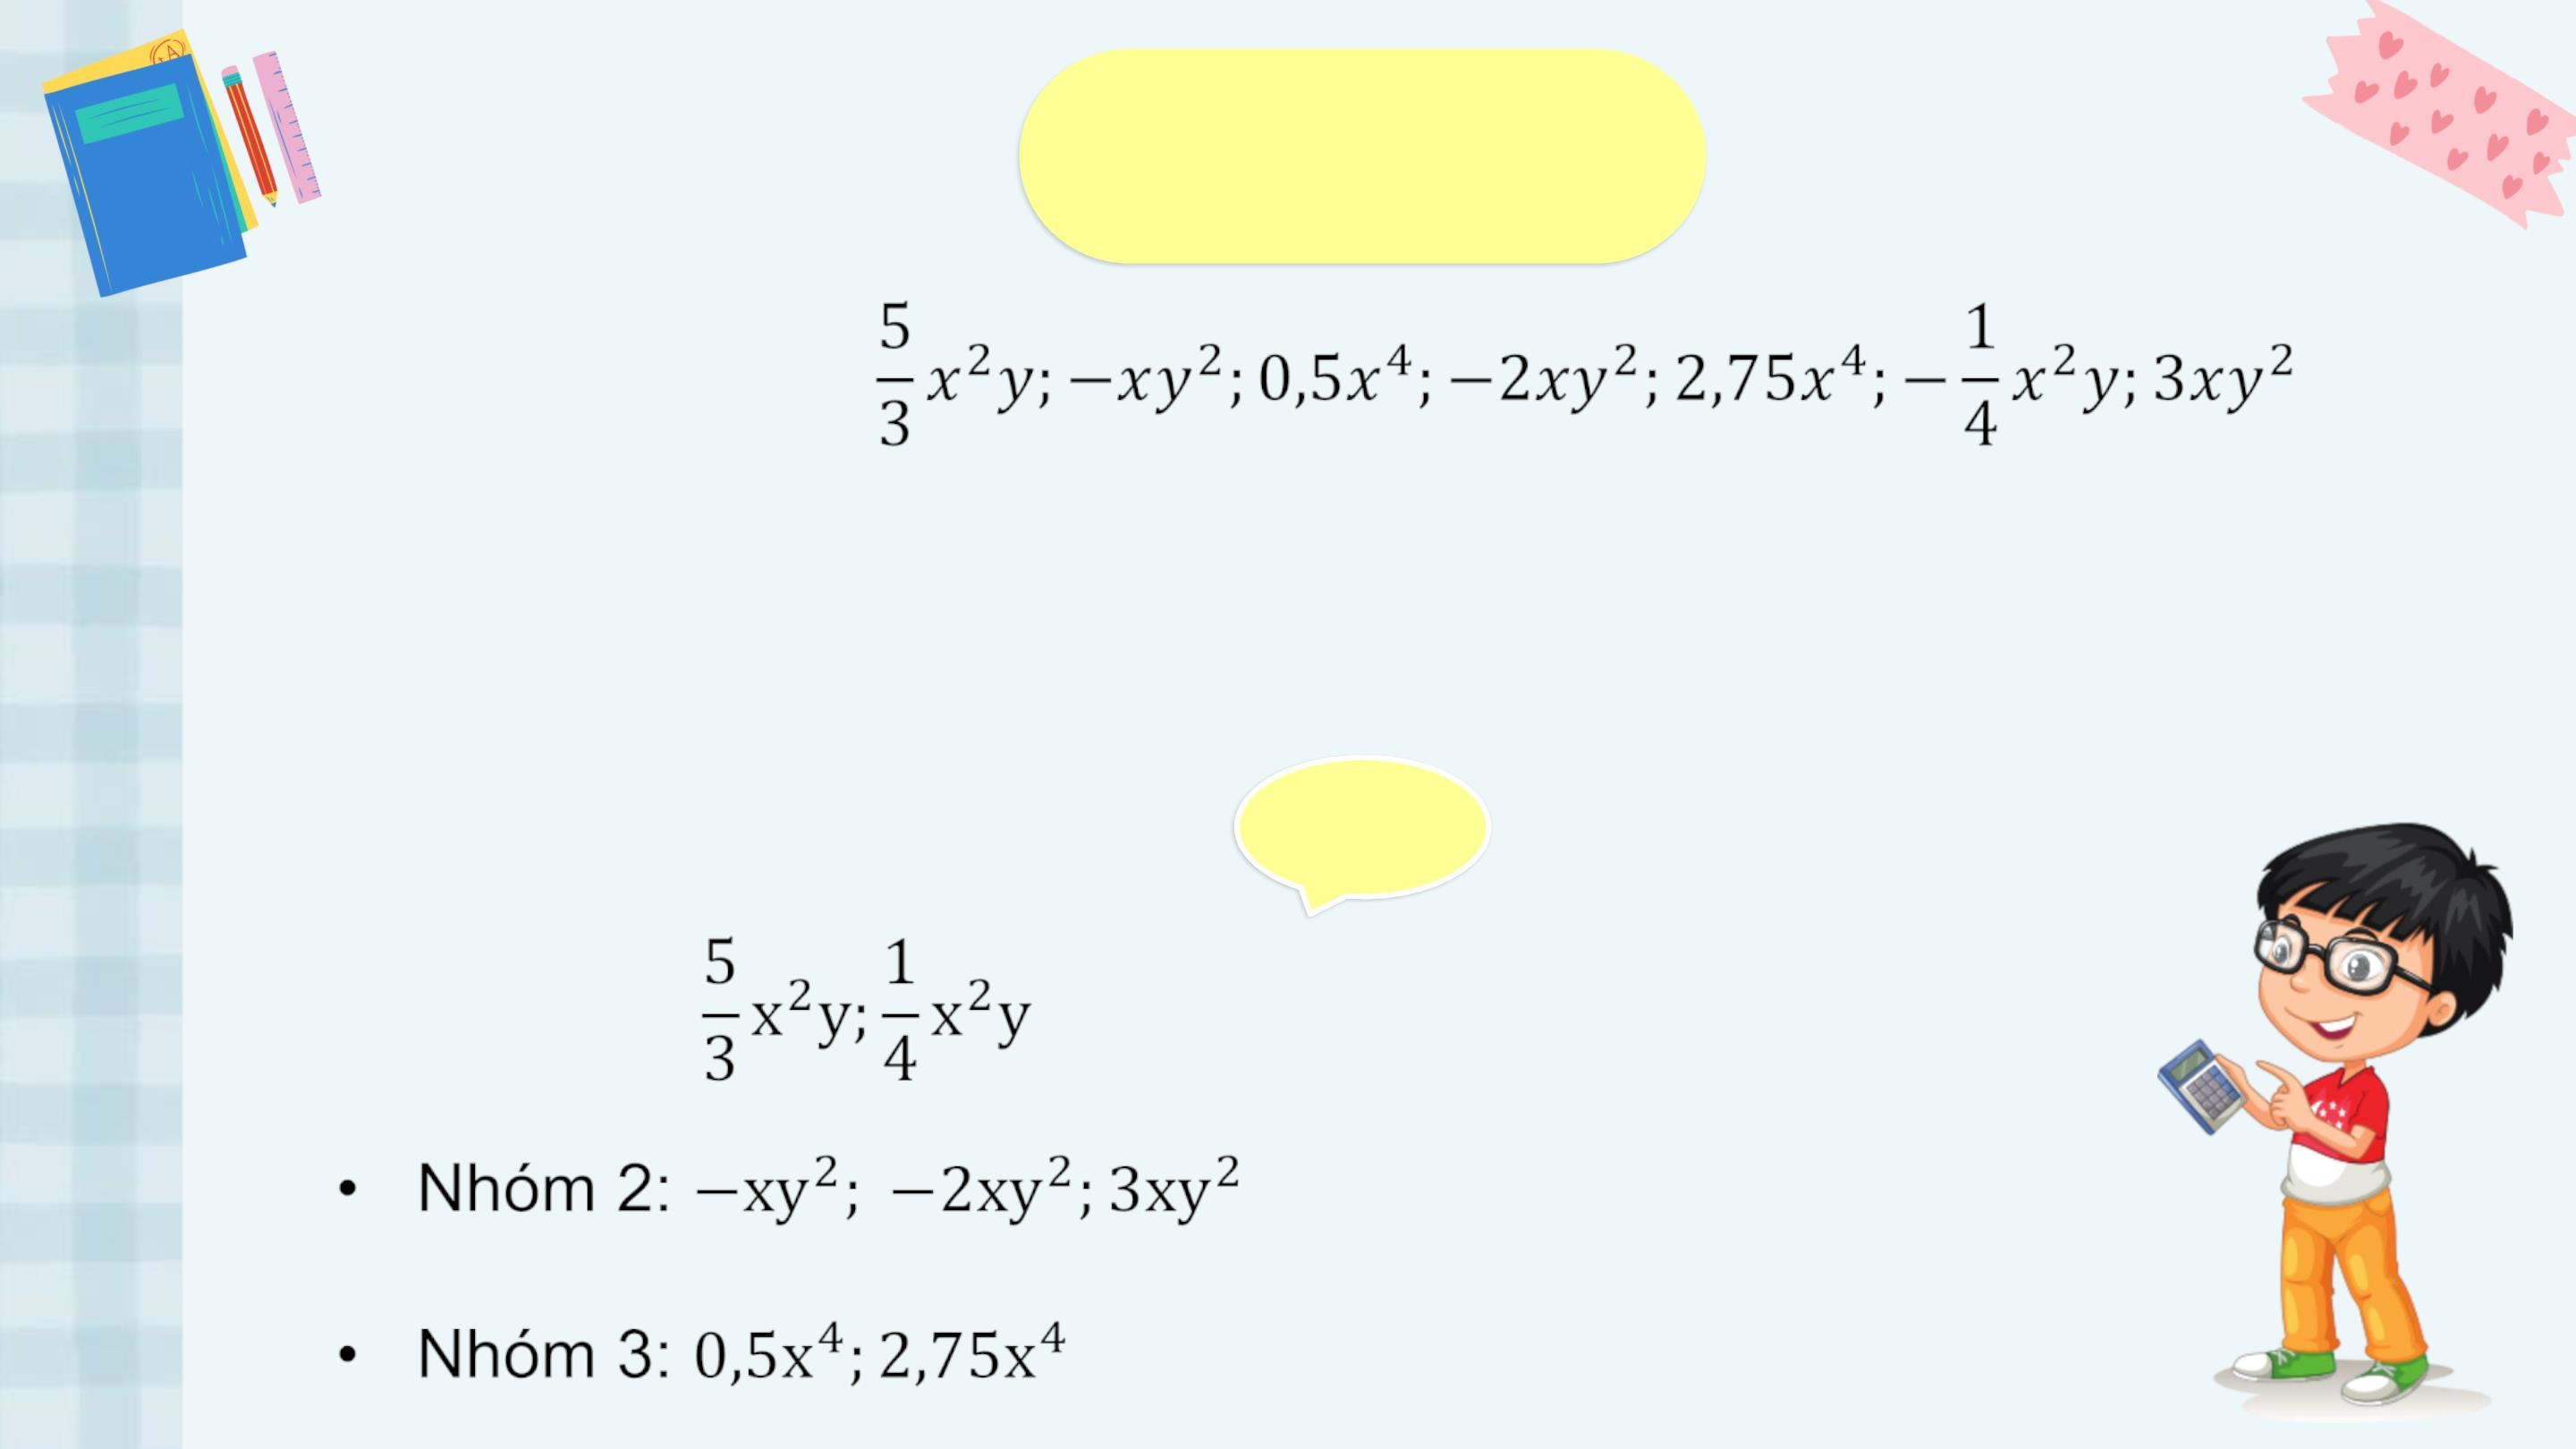 5/3 x²y; −xy²; 0,5x⁴; −2xy²; 2,75x⁴; −1/4 x²y; 3xy²
5/3 x²y; 1/4 x²y
• Nhóm 2: −xy²; −2xy²; 3xy²
• Nhóm 3: 0,5x⁴; 2,75x⁴